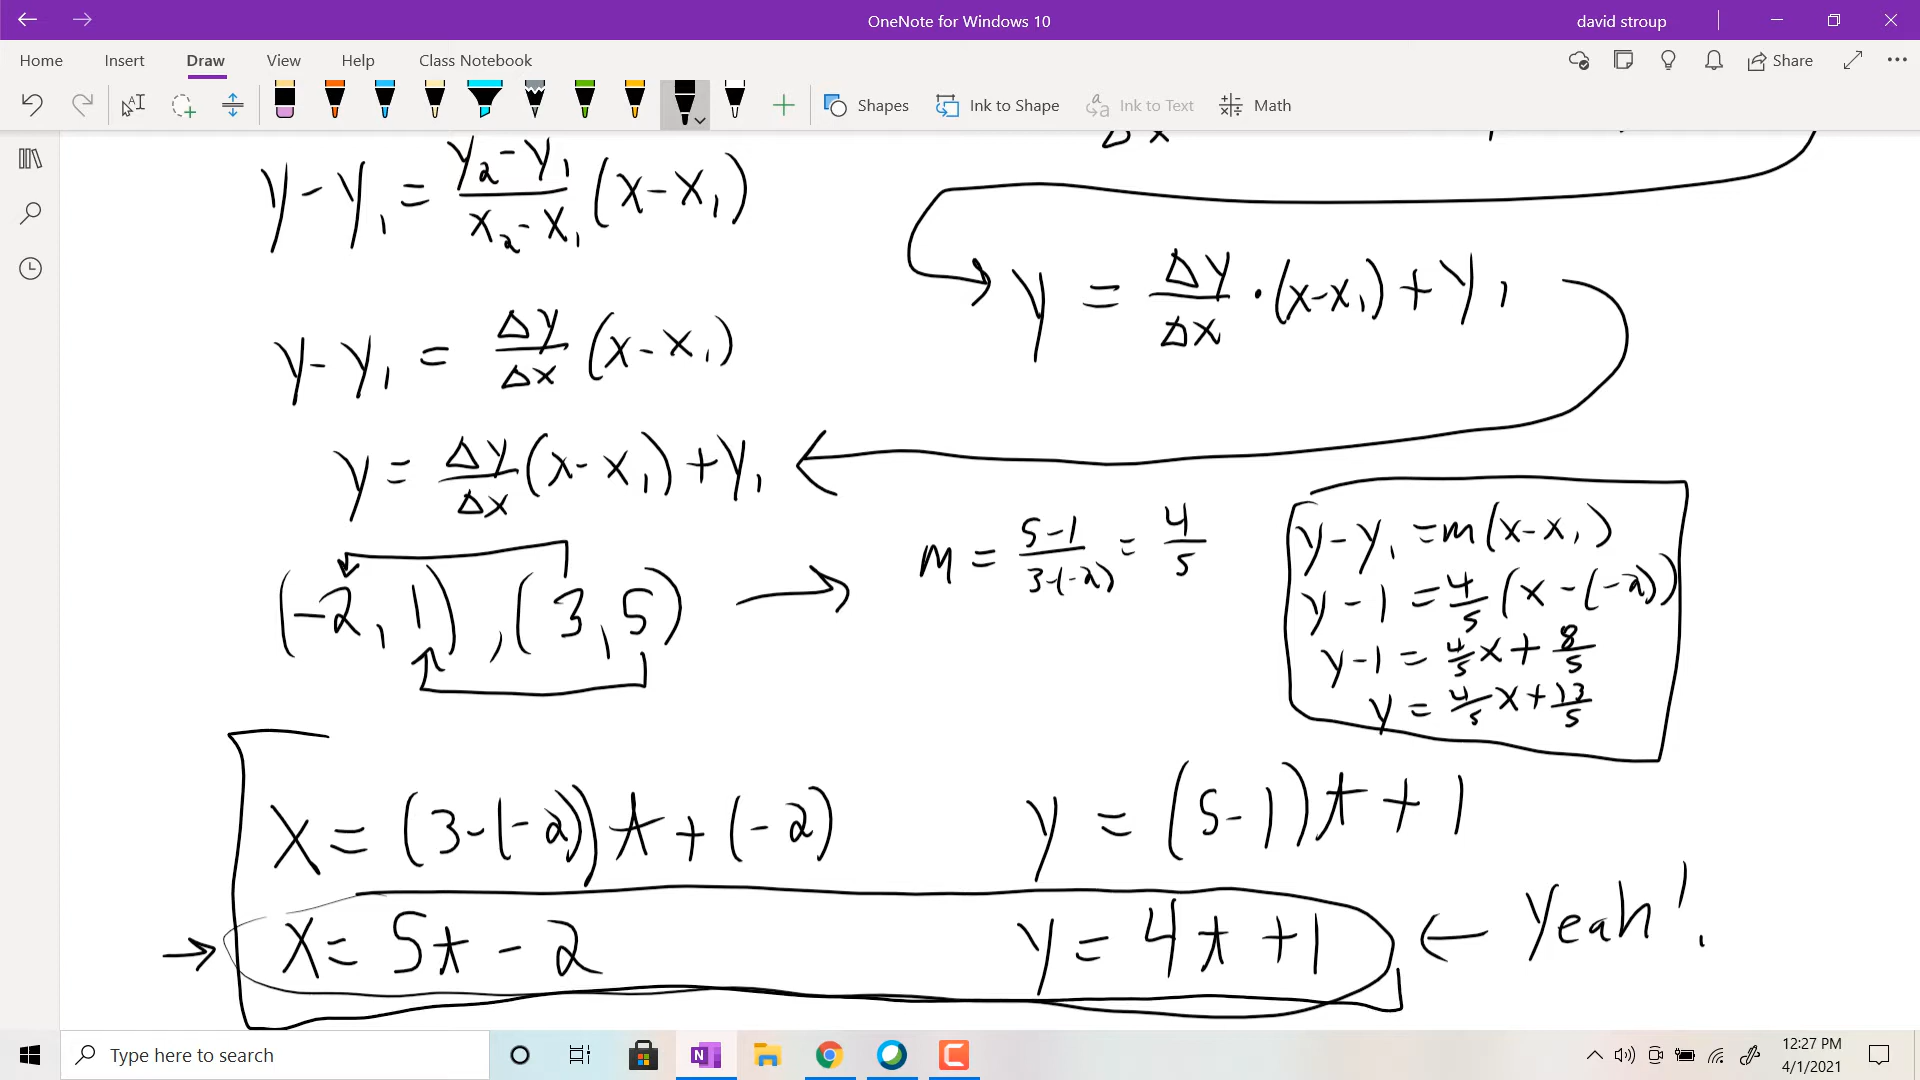 OneNote for Windows 10
david stroup
Home Insert Draw View Help Class Notebook
Share
Shapes Ink to Shape Ink to Text Math
Δx
y-y₁ = y₂-y₁/x₂-x₁ (x-x₁)
y = Δy/Δx · (x-x₁) + y₁
y-y₁ = Δy/Δx (x-x₁)
y = Δy/Δx (x-x₁) + y₁
m = 5-1/3-(-2) = 4/5
(-2, 1), (3, 5)
y-y₁ = m(x-x₁)
y-1 = 4/5 (x-(-2))
y-1 = 4/5 x + 8/5
y = 4/5 x + 13/5
x = (3-(-2))t + (-2)
y = (5-1)t + 1
x = 5t - 2
y = 4t + 1
Yeah!
Type here to search
12:27 PM
4/1/2021